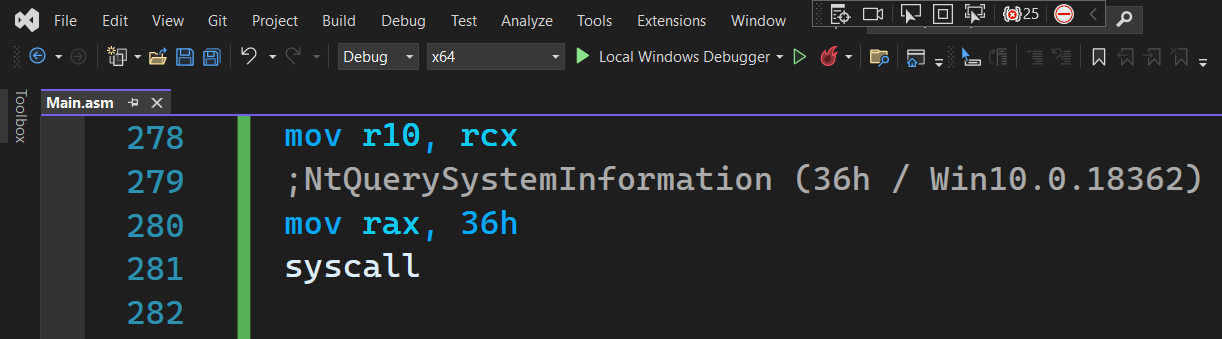 File Edit View Git Project Build Debug Test Analyze Tools Extensions Window 25
Debug x64 Local Windows Debugger
Toolbox
Main.asm
278 mov r10, rcx
279 ;NtQuerySystemInformation (36h / Win10.0.18362)
280 mov rax, 36h
281 syscall
282